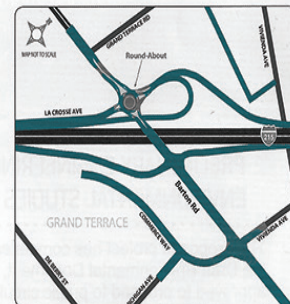 N
MAP NOT TO SCALE
GRAND TERRACE RD
VIVIENDA AVE
Round-About
LA CROSSE AVE
215
Barton Rd
GRAND TERRACE
COMMERCE WAY
VIVIENDA AVE
DE BERRY ST
MICHIGAN AVE